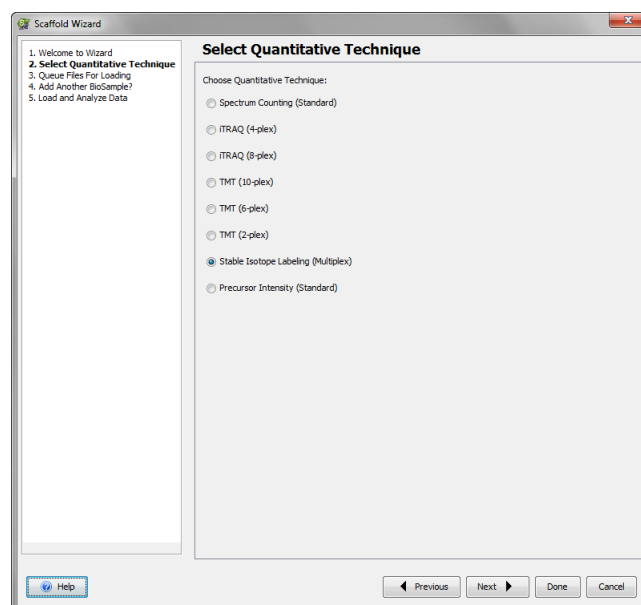 Scaffold Wizard
1. Welcome to Wizard
2. Select Quantitative Technique
3. Queue Files For Loading
4. Add Another BioSample?
5. Load and Analyze Data
Select Quantitative Technique
Choose Quantitative Technique:
Spectrum Counting (Standard)
iTRAQ (4-plex)
iTRAQ (8-plex)
TMT (10-plex)
TMT (6-plex)
TMT (2-plex)
Stable Isotope Labeling (Multiplex)
Precursor Intensity (Standard)
Help
Previous
Next
Done
Cancel